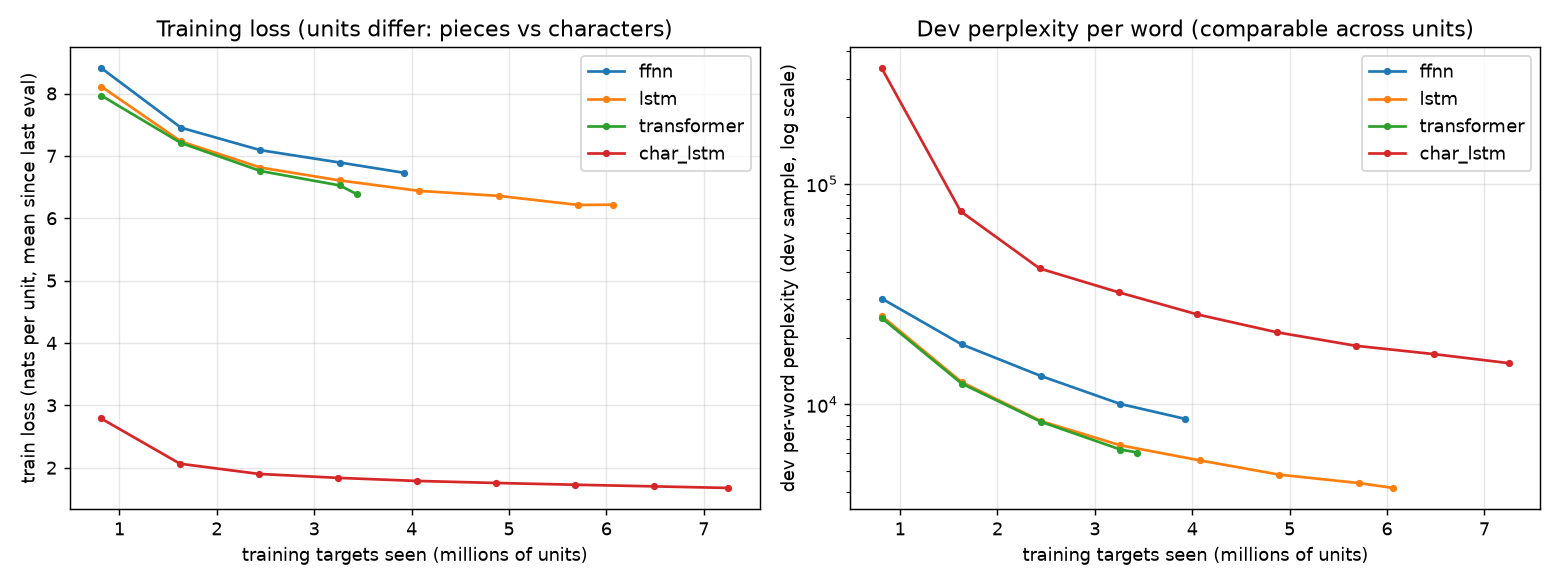 Training loss (units differ: pieces vs characters)
train loss (nats per unit, mean since last eval)
8
7
6
5
4
3
2
1 2 3 4 5 6 7
training targets seen (millions of units)
ffnn
lstm
transformer
char_lstm
Dev perplexity per word (comparable across units)
dev per-word perplexity (dev sample, log scale)
10^5
10^4
1 2 3 4 5 6 7
training targets seen (millions of units)
ffnn
lstm
transformer
char_lstm